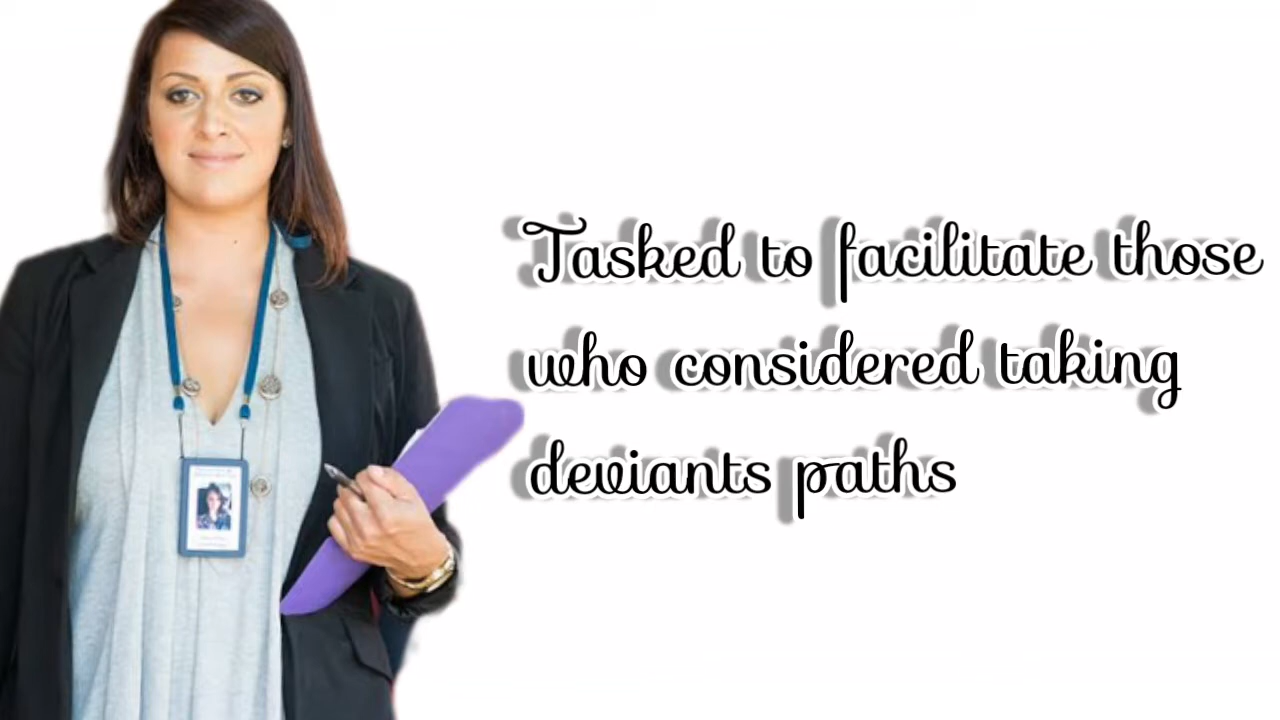 Tasked to facilitate those
who considered taking
deviants paths